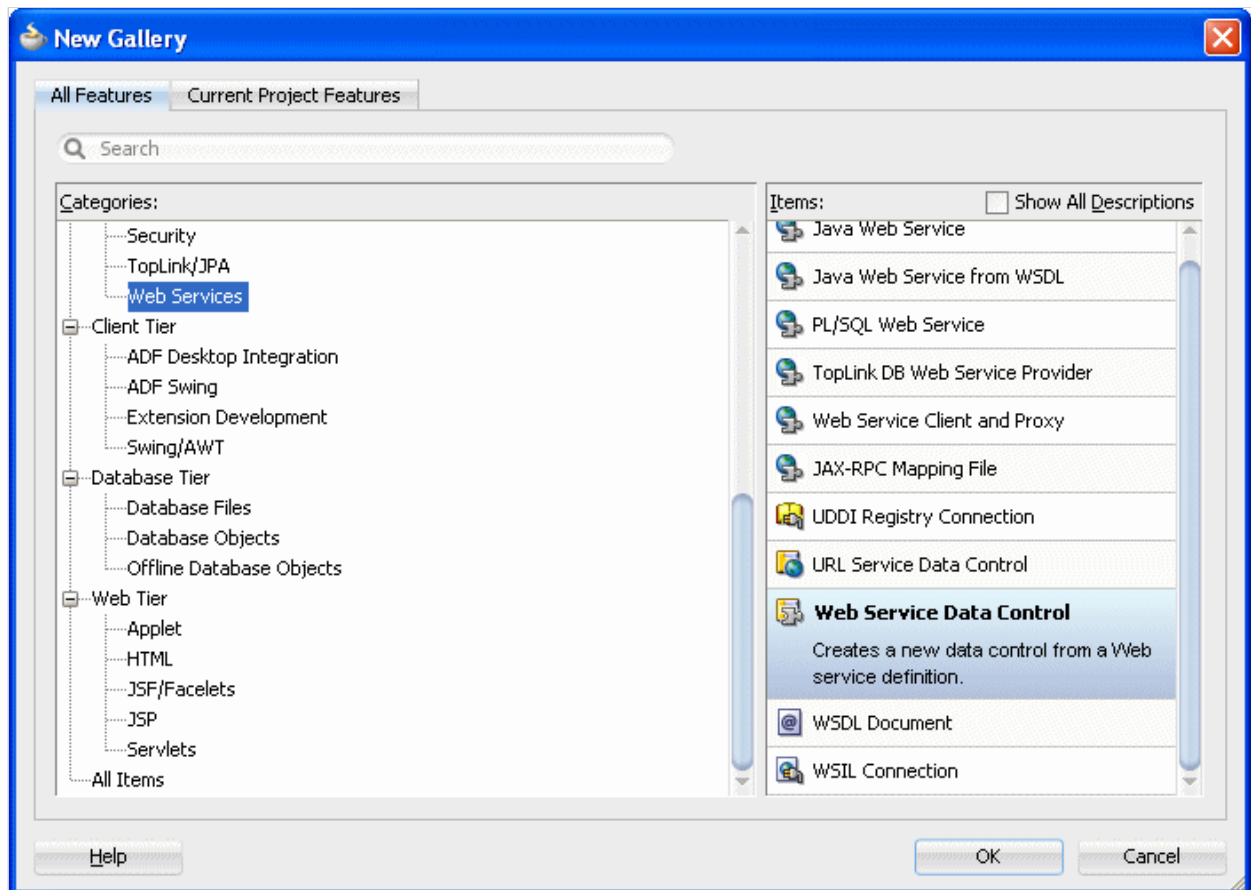 New Gallery
All Features
Current Project Features
Search
Categories:
Security
TopLink/JPA
Web Services
Client Tier
ADF Desktop Integration
ADF Swing
Extension Development
Swing/AWT
Database Tier
Database Files
Database Objects
Offline Database Objects
Web Tier
Applet
HTML
JSF/Facelets
JSP
Servlets
All Items
Items:
Show All Descriptions
Java Web Service
Java Web Service from WSDL
PL/SQL Web Service
TopLink DB Web Service Provider
Web Service Client and Proxy
JAX-RPC Mapping File
UDDI Registry Connection
URL Service Data Control
Web Service Data Control
Creates a new data control from a Web
service definition.
WSDL Document
WSIL Connection
Help
OK
Cancel